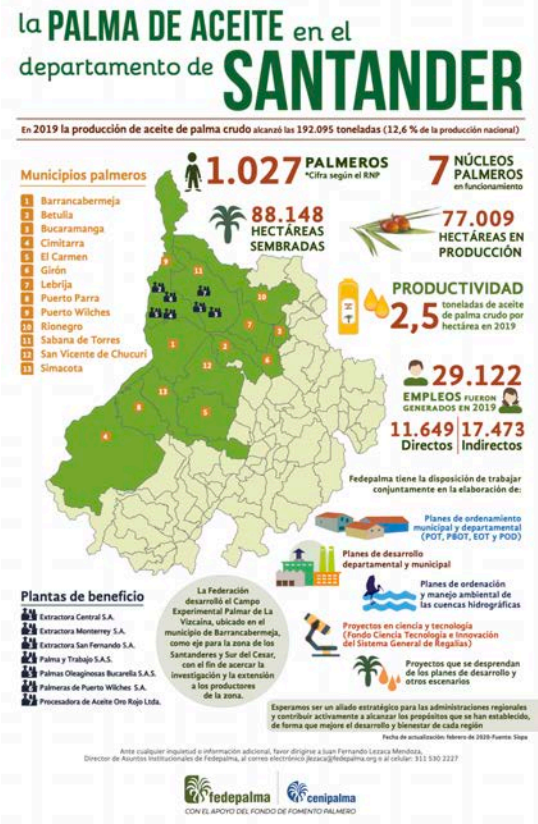 la PALMA DE ACEITE en el
departamento de SANTANDER
En 2019 la producción de aceite de palma crudo alcanzó las 192.095 toneladas (12,6 % de la producción nacional)
Municipios palmeros
1 Barrancabermeja
2 Betulia
3 Bucaramanga
4 Cimitarra
5 El Carmen
6 Girón
7 Lebrija
8 Puerto Parra
9 Puerto Wilches
10 Rionegro
11 Sabana de Torres
12 San Vicente de Chucurí
13 Simacota
1.027 PALMEROS
*Cifra según el RNP
7 NÚCLEOS
PALMEROS
en funcionamiento
88.148
HECTÁREAS
SEMBRADAS
77.009
HECTÁREAS EN
PRODUCCIÓN
PRODUCTIVIDAD
2,5 toneladas de aceite
de palma crudo por
hectárea en 2019
29.122
EMPLEOS FUERON
GENERADOS EN 2019
11.649 17.473
Directos Indirectos
9
11
10
7
3
1
2
6
12
13
8
5
4
Fedepalma tiene la disposición de trabajar
conjuntamente en la elaboración de:
Planes de ordenamiento
municipal y departamental
(POT, PBOT, EOT y POD)
Planes de desarrollo
departamental y municipal
Planes de ordenación
y manejo ambiental de
las cuencas hidrográficas
Proyectos en ciencia y tecnología
(Fondo Ciencia Tecnología e Innovación
del Sistema General de Regalías)
Proyectos que se desprendan
de los planes de desarrollo y
otros escenarios
Plantas de beneficio
Extractora Central S.A.
Extractora Monterrey S.A.
Extractora San Fernando S.A.
Palma y Trabajo S.A.S.
Palmas Oleaginosas Bucarelia S.A.S.
Palmeras de Puerto Wilches S.A.
Procesadora de Aceite Oro Rojo Ltda.
La Federación
desarrolló el Campo
Experimental Palmar de La
Vizcaína, ubicado en el
municipio de Barrancabermeja,
como eje para la zona de los
Santanderes y Sur del Cesar,
con el fin de acercar la
investigación y la extensión
a los productores
de la zona.
Esperamos ser un aliado estratégico para las administraciones regionales
y contribuir activamente a alcanzar los propósitos que se han establecido,
de forma que mejore el desarrollo y bienestar de cada región
Fecha de actualización: febrero de 2020-Fuente: Sispa
Ante cualquier inquietud o información adicional, favor dirigirse a Juan Fernando Lezaca Mendoza,
Director de Asuntos Institucionales de Fedepalma, al correo electrónico jlezaca@fedepalma.org o al celular: 311 530 2227
fedepalma cenipalma
CON EL APOYO DEL FONDO DE FOMENTO PALMERO